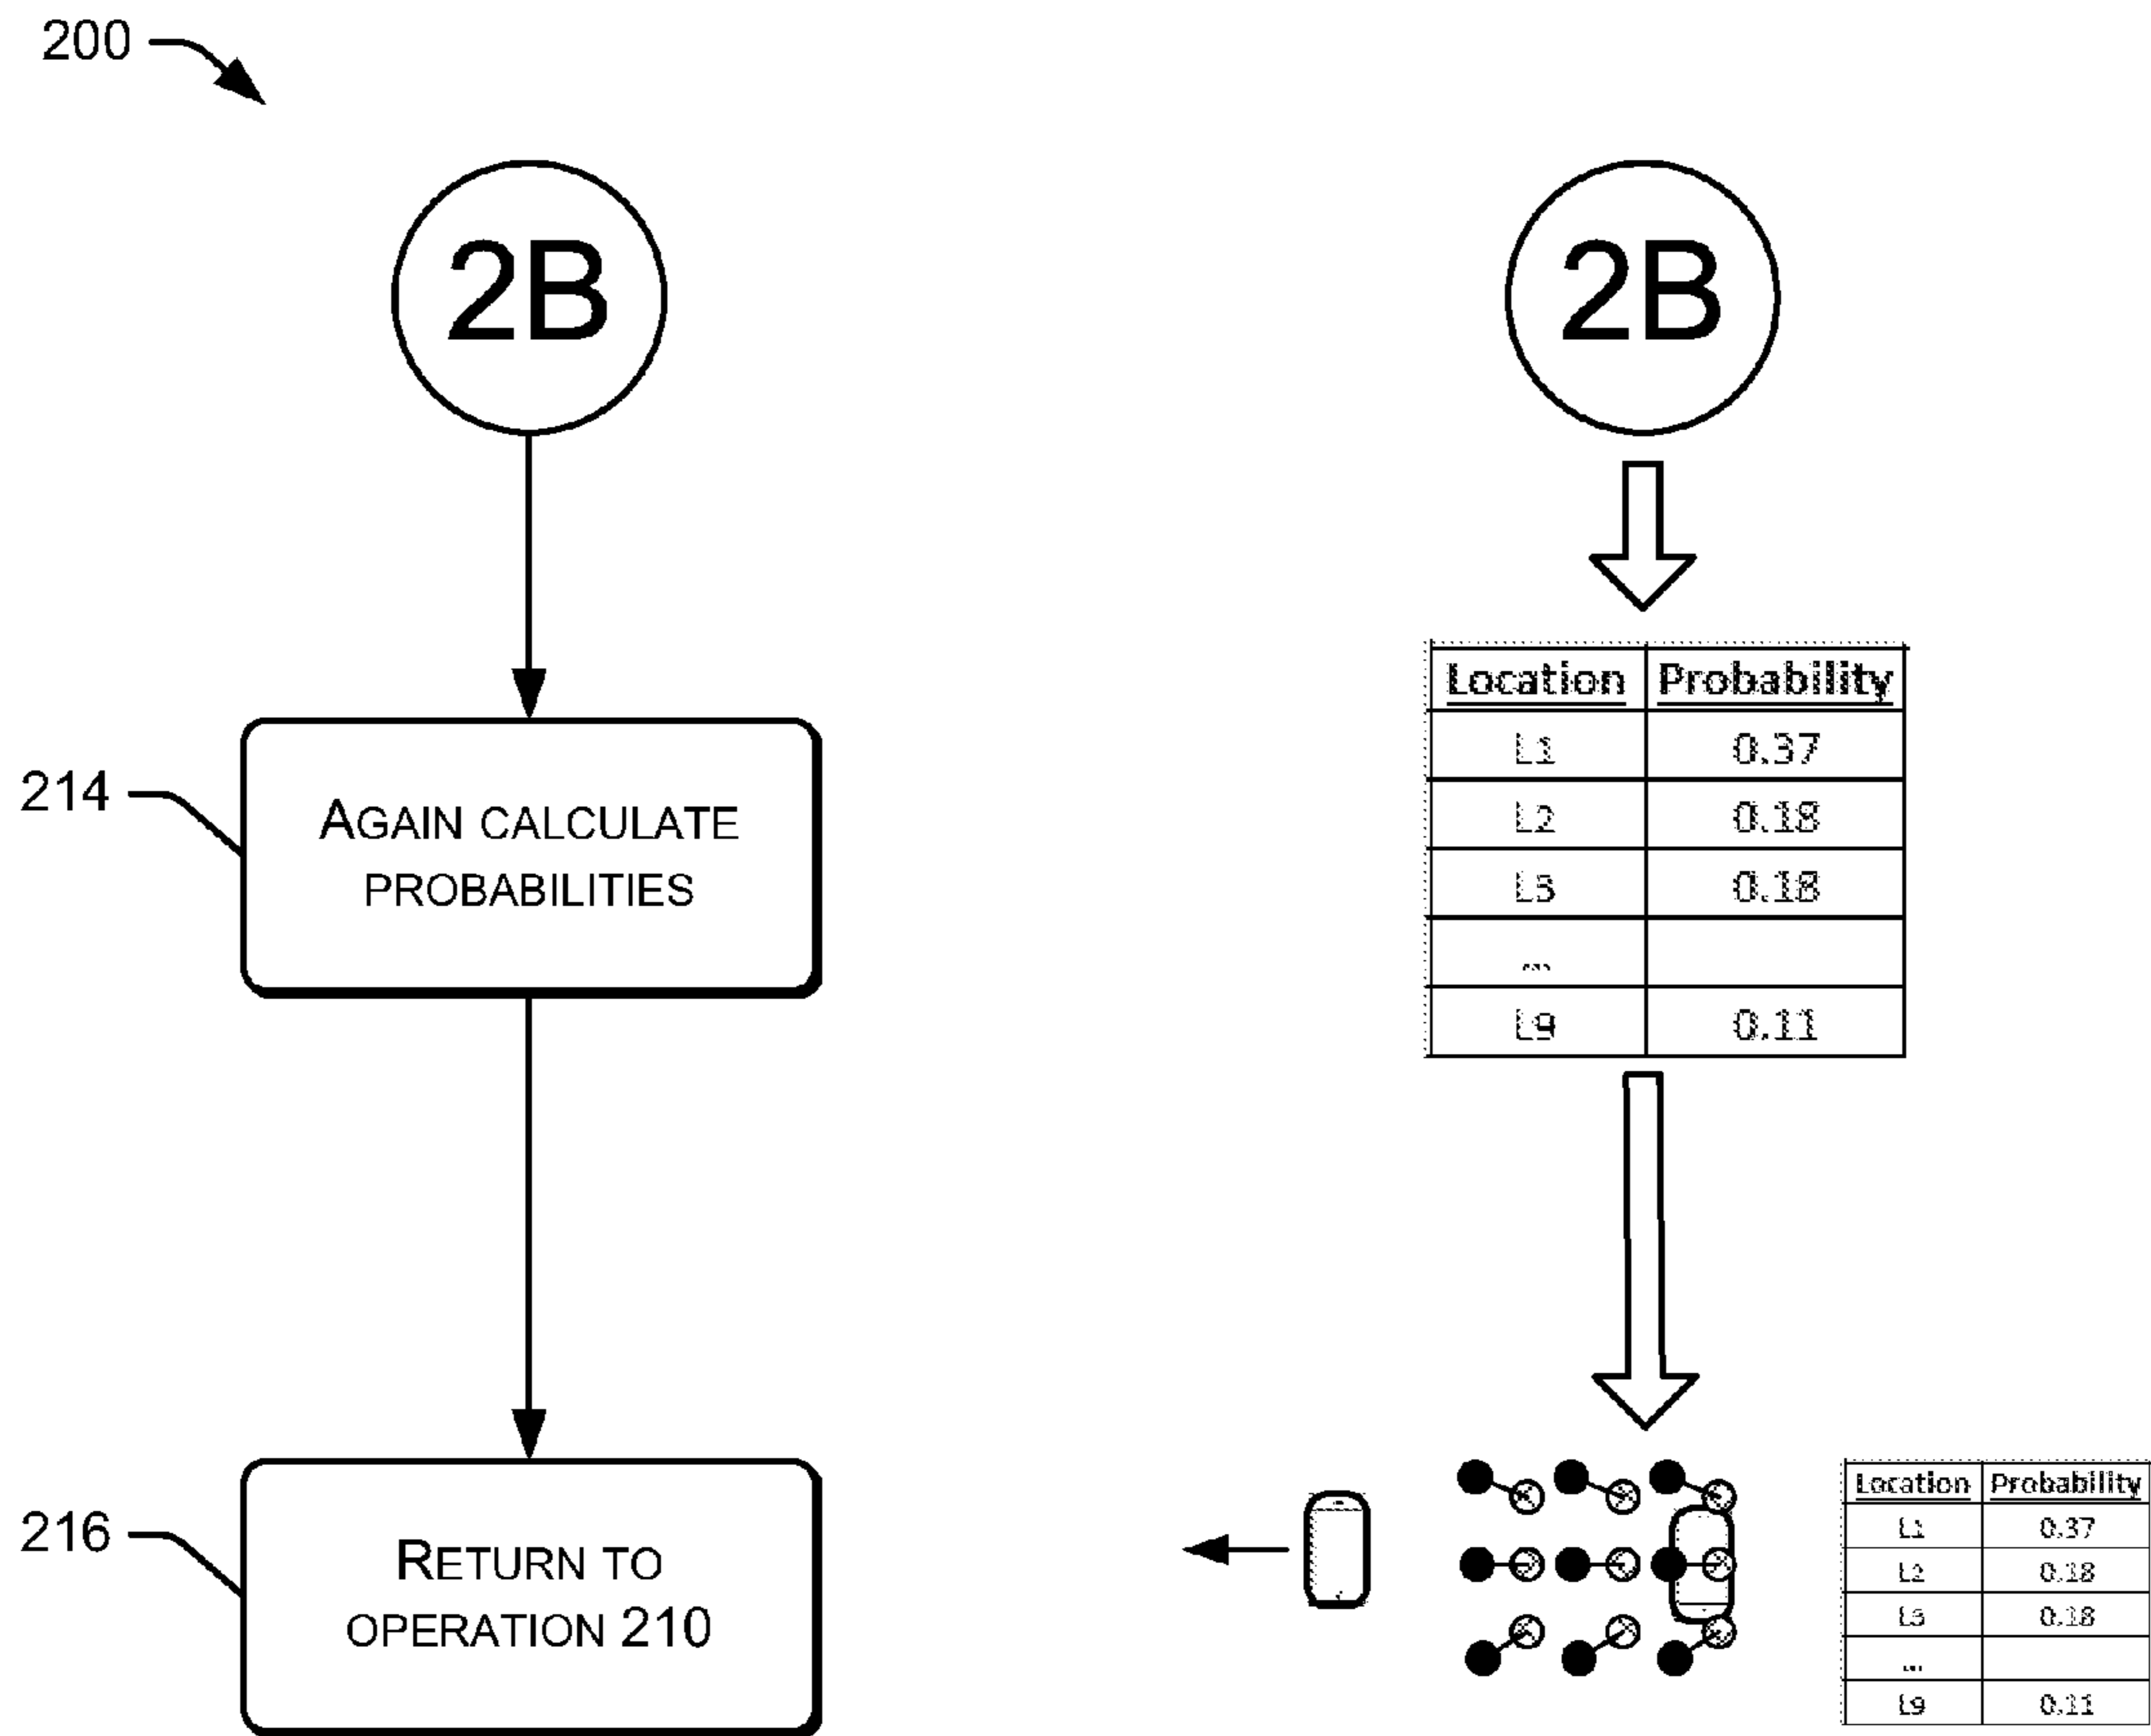 200
2B
2B
Location Probability
L1 0.37
L2 0.18
L3 0.18
...
L9 0.11
214
AGAIN CALCULATE
PROBABILITIES
216
RETURN TO
OPERATION 210
Location Probability
L1 0.37
L2 0.18
L3 0.18
...
L9 0.11